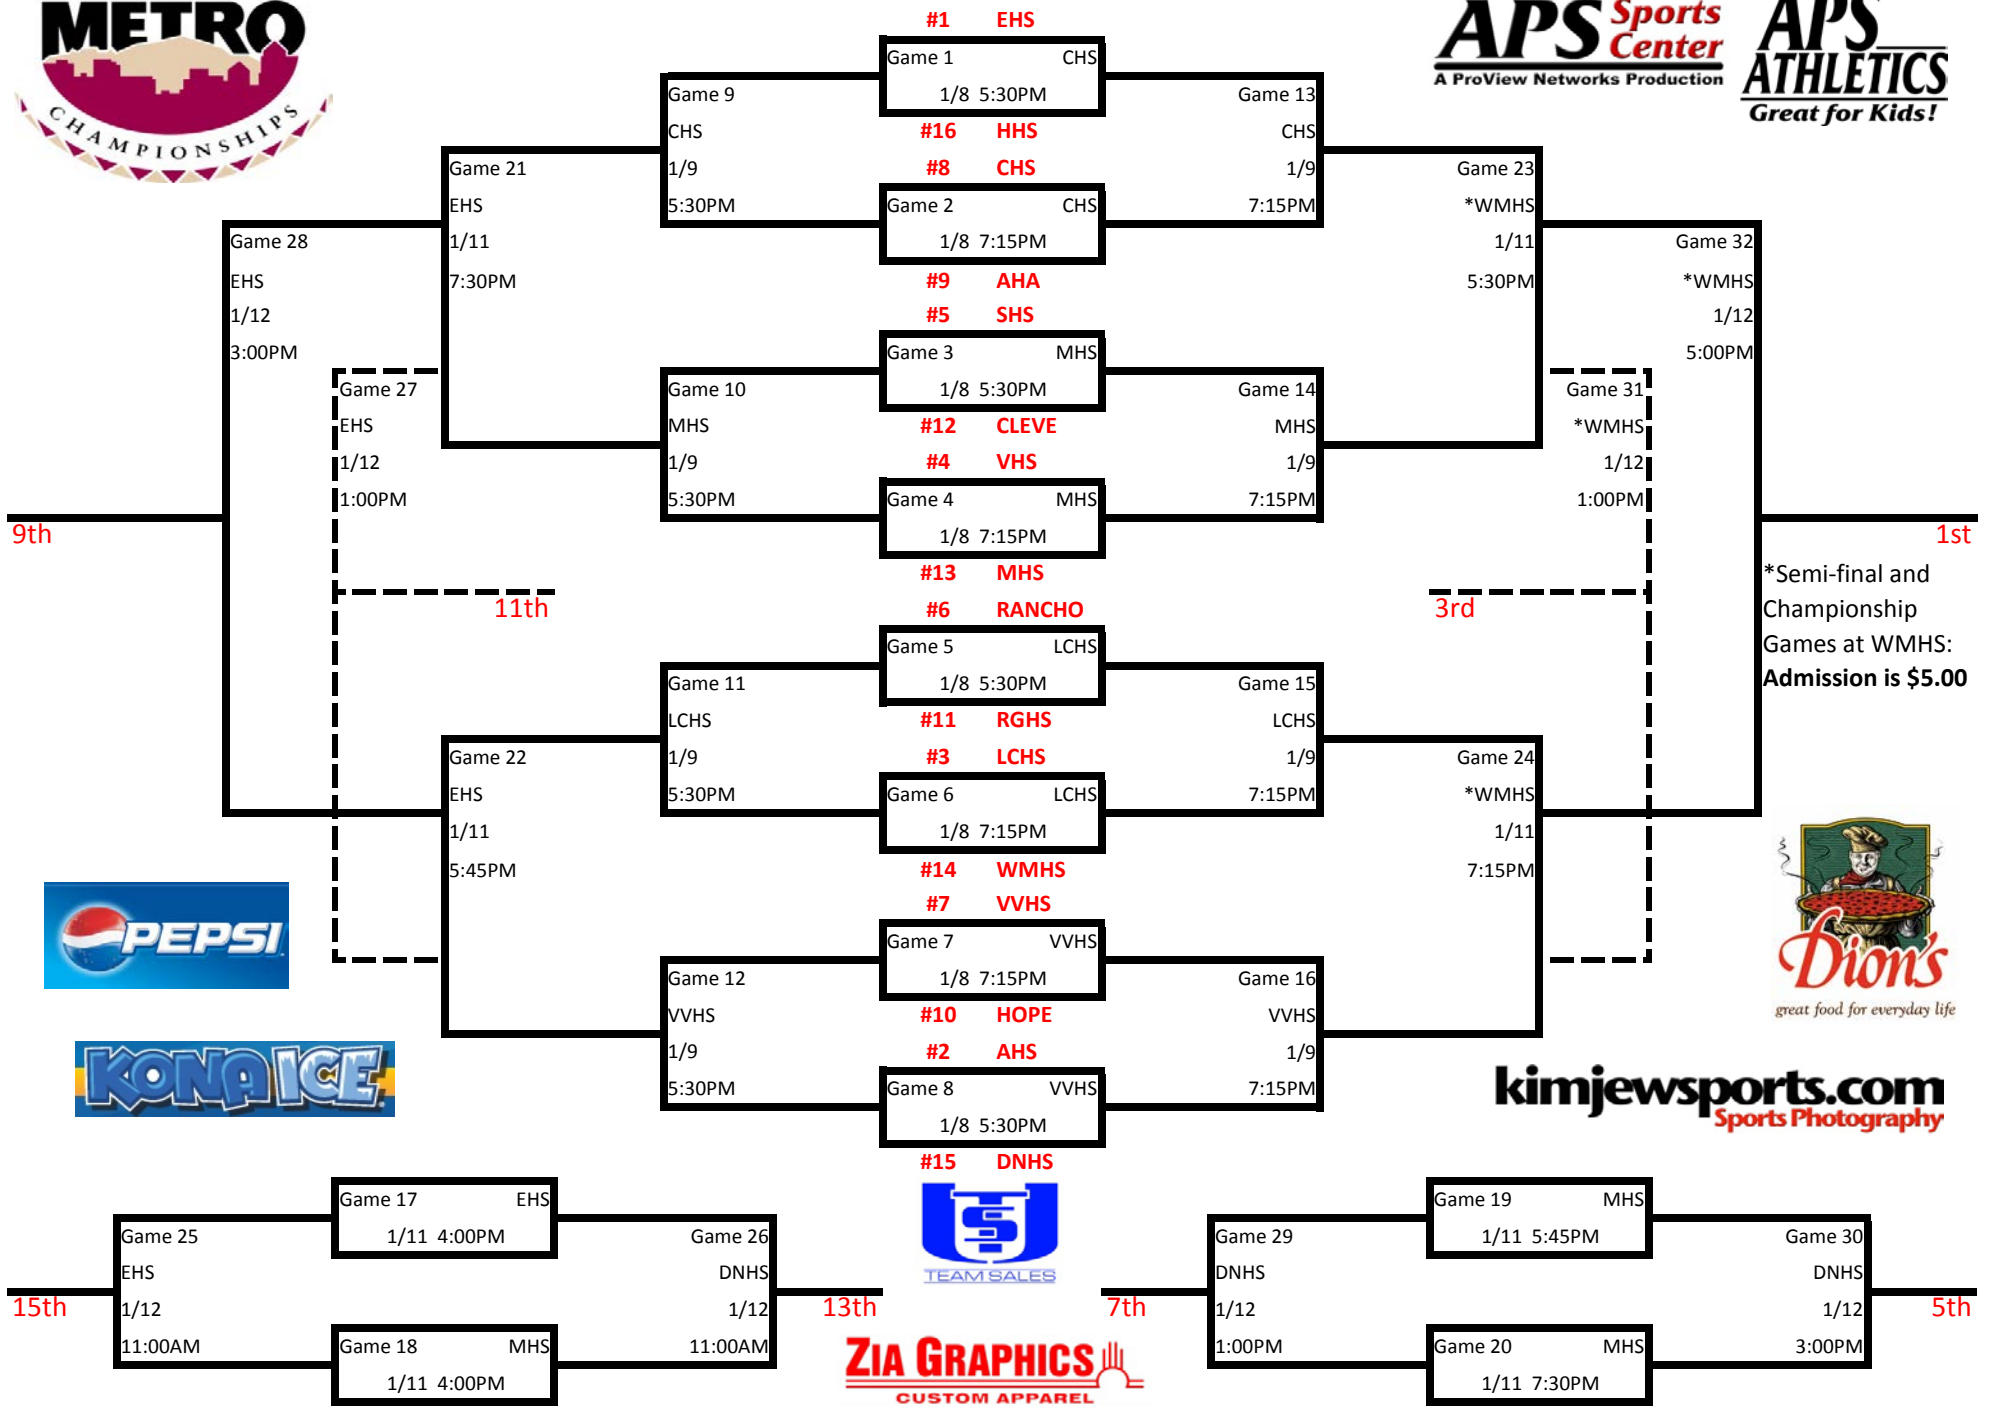 METRO
CHAMPIONSHIPS
APS Sports Center
A ProView Networks Production
APS
ATHLETICS
Great for Kids!
#1 EHS
Game 1 CHS
1/8 5:30PM
#16 HHS
#8 CHS
Game 2 CHS
1/8 7:15PM
#9 AHA
#5 SHS
Game 3 MHS
1/8 5:30PM
#12 CLEVE
#4 VHS
Game 4 MHS
1/8 7:15PM
#13 MHS
#6 RANCHO
Game 5 LCHS
1/8 5:30PM
#11 RGHS
#3 LCHS
Game 6 LCHS
1/8 7:15PM
#14 WMHS
#7 VVHS
Game 7 VVHS
1/8 7:15PM
#10 HOPE
#2 AHS
Game 8 VVHS
1/8 5:30PM
#15 DNHS
Game 9
CHS
1/9
5:30PM
Game 10
MHS
1/9
5:30PM
Game 11
LCHS
1/9
5:30PM
Game 12
VVHS
1/9
5:30PM
Game 13
CHS
1/9
7:15PM
Game 14
MHS
1/9
7:15PM
Game 15
LCHS
1/9
7:15PM
Game 16
VVHS
1/9
7:15PM
Game 21
EHS
1/11
7:30PM
Game 22
EHS
1/11
5:45PM
Game 23
*WMHS
1/11
5:30PM
Game 24
*WMHS
1/11
7:15PM
Game 28
EHS
1/12
3:00PM
Game 27
EHS
1/12
1:00PM
9th
11th
Game 32
*WMHS
1/12
5:00PM
Game 31
*WMHS
1/12
1:00PM
1st
3rd
*Semi-final and
Championship
Games at WMHS:
Admission is $5.00
PEPSI
KONA ICE
Dion's
great food for everyday life
kimjewsports.com
Sports Photography
Game 17 EHS
1/11 4:00PM
Game 25
EHS
1/12
11:00AM
Game 26
DNHS
1/12
11:00AM
Game 18 MHS
1/11 4:00PM
15th
13th
TEAM SALES
ZIA GRAPHICS
CUSTOM APPAREL
Game 19 MHS
1/11 5:45PM
Game 29
DNHS
1/12
1:00PM
Game 30
DNHS
1/12
3:00PM
Game 20 MHS
1/11 7:30PM
7th
5th